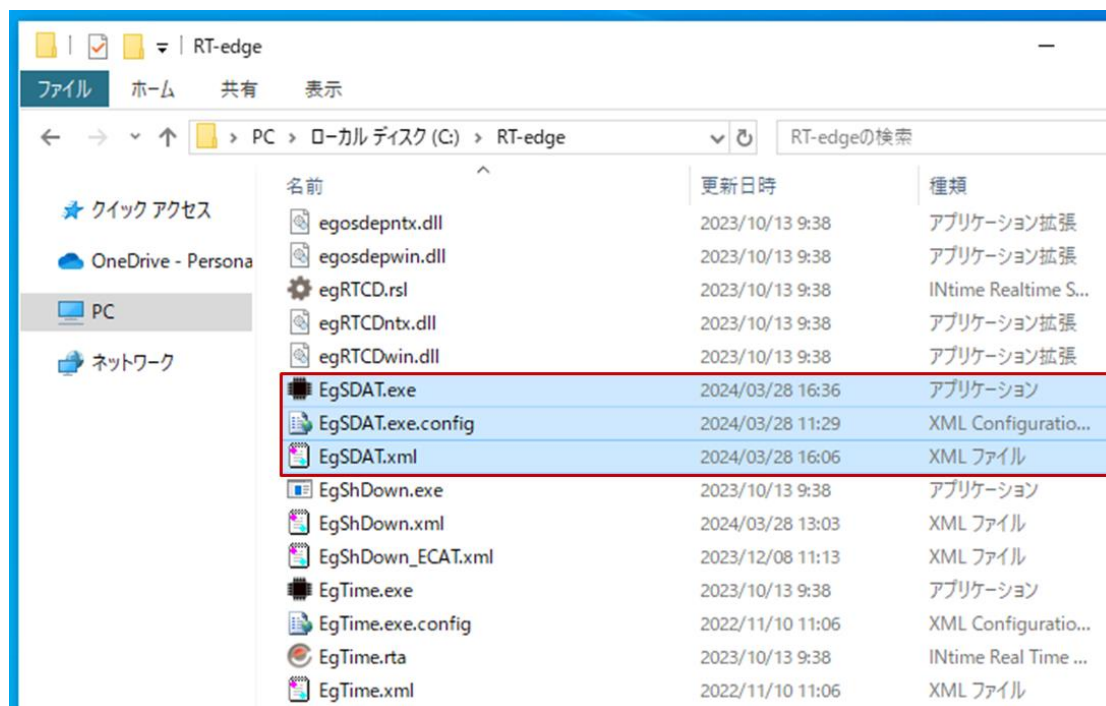 RT-edge
ファイル ホーム 共有 表示
PC > ローカル ディスク (C:) > RT-edge RT-edgeの検索
名前 更新日時 種類
クイック アクセス
OneDrive - Persona
PC
ネットワーク
egosdepntx.dll 2023/10/13 9:38 アプリケーション拡張
egosdepwin.dll 2023/10/13 9:38 アプリケーション拡張
egRTCD.rsl 2023/10/13 9:38 INtime Realtime S...
egRTCDntx.dll 2023/10/13 9:38 アプリケーション拡張
egRTCDwin.dll 2023/10/13 9:38 アプリケーション拡張
EgSDAT.exe 2024/03/28 16:36 アプリケーション
EgSDAT.exe.config 2024/03/28 11:29 XML Configuratio...
EgSDAT.xml 2024/03/28 16:06 XML ファイル
EgShDown.exe 2023/10/13 9:38 アプリケーション
EgShDown.xml 2024/03/28 13:03 XML ファイル
EgShDown_ECAT.xml 2023/12/08 11:13 XML ファイル
EgTime.exe 2023/10/13 9:38 アプリケーション
EgTime.exe.config 2022/11/10 11:06 XML Configuratio...
EgTime.rta 2023/10/13 9:38 INtime Real Time ...
EgTime.xml 2022/11/10 11:06 XML ファイル